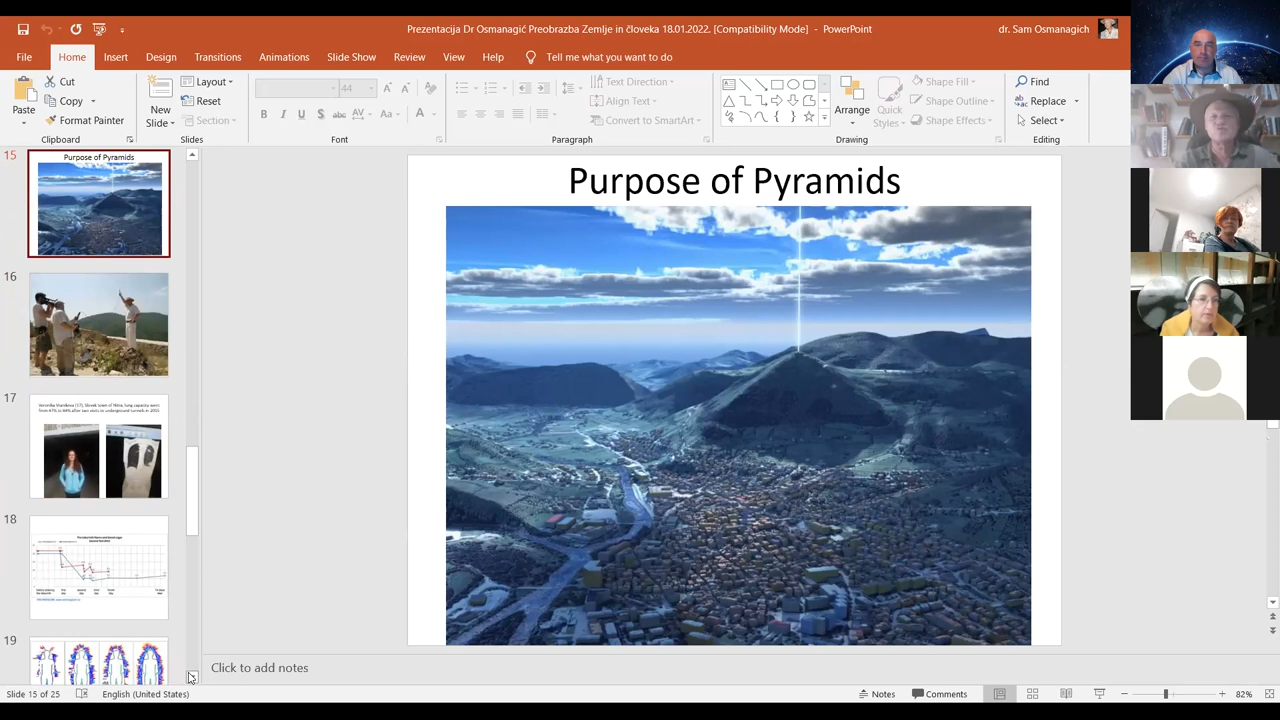 Prezentacija Dr Osmanagić Preobrazba Zemlje in človeka 18.01.2022. [Compatibility Mode] - PowerPoint
dr. Sam Osmanagich
File Home Insert Design Transitions Animations Slide Show Review View Help Tell me what you want to do
Paste
Cut
Copy
Format Painter
Clipboard
New
Slide
Layout
Reset
Section
Slides
44
B I U S abc AV Aa A
Font
Text Direction
Align Text
Convert to SmartArt
Paragraph
Arrange
Quick
Styles
Shape Fill
Shape Outline
Shape Effects
Drawing
Find
Replace
Select
Editing
15
Purpose of Pyramids
16
17
18
19
Purpose of Pyramids
Click to add notes
Slide 15 of 25
English (United States)
Notes
Comments
82%